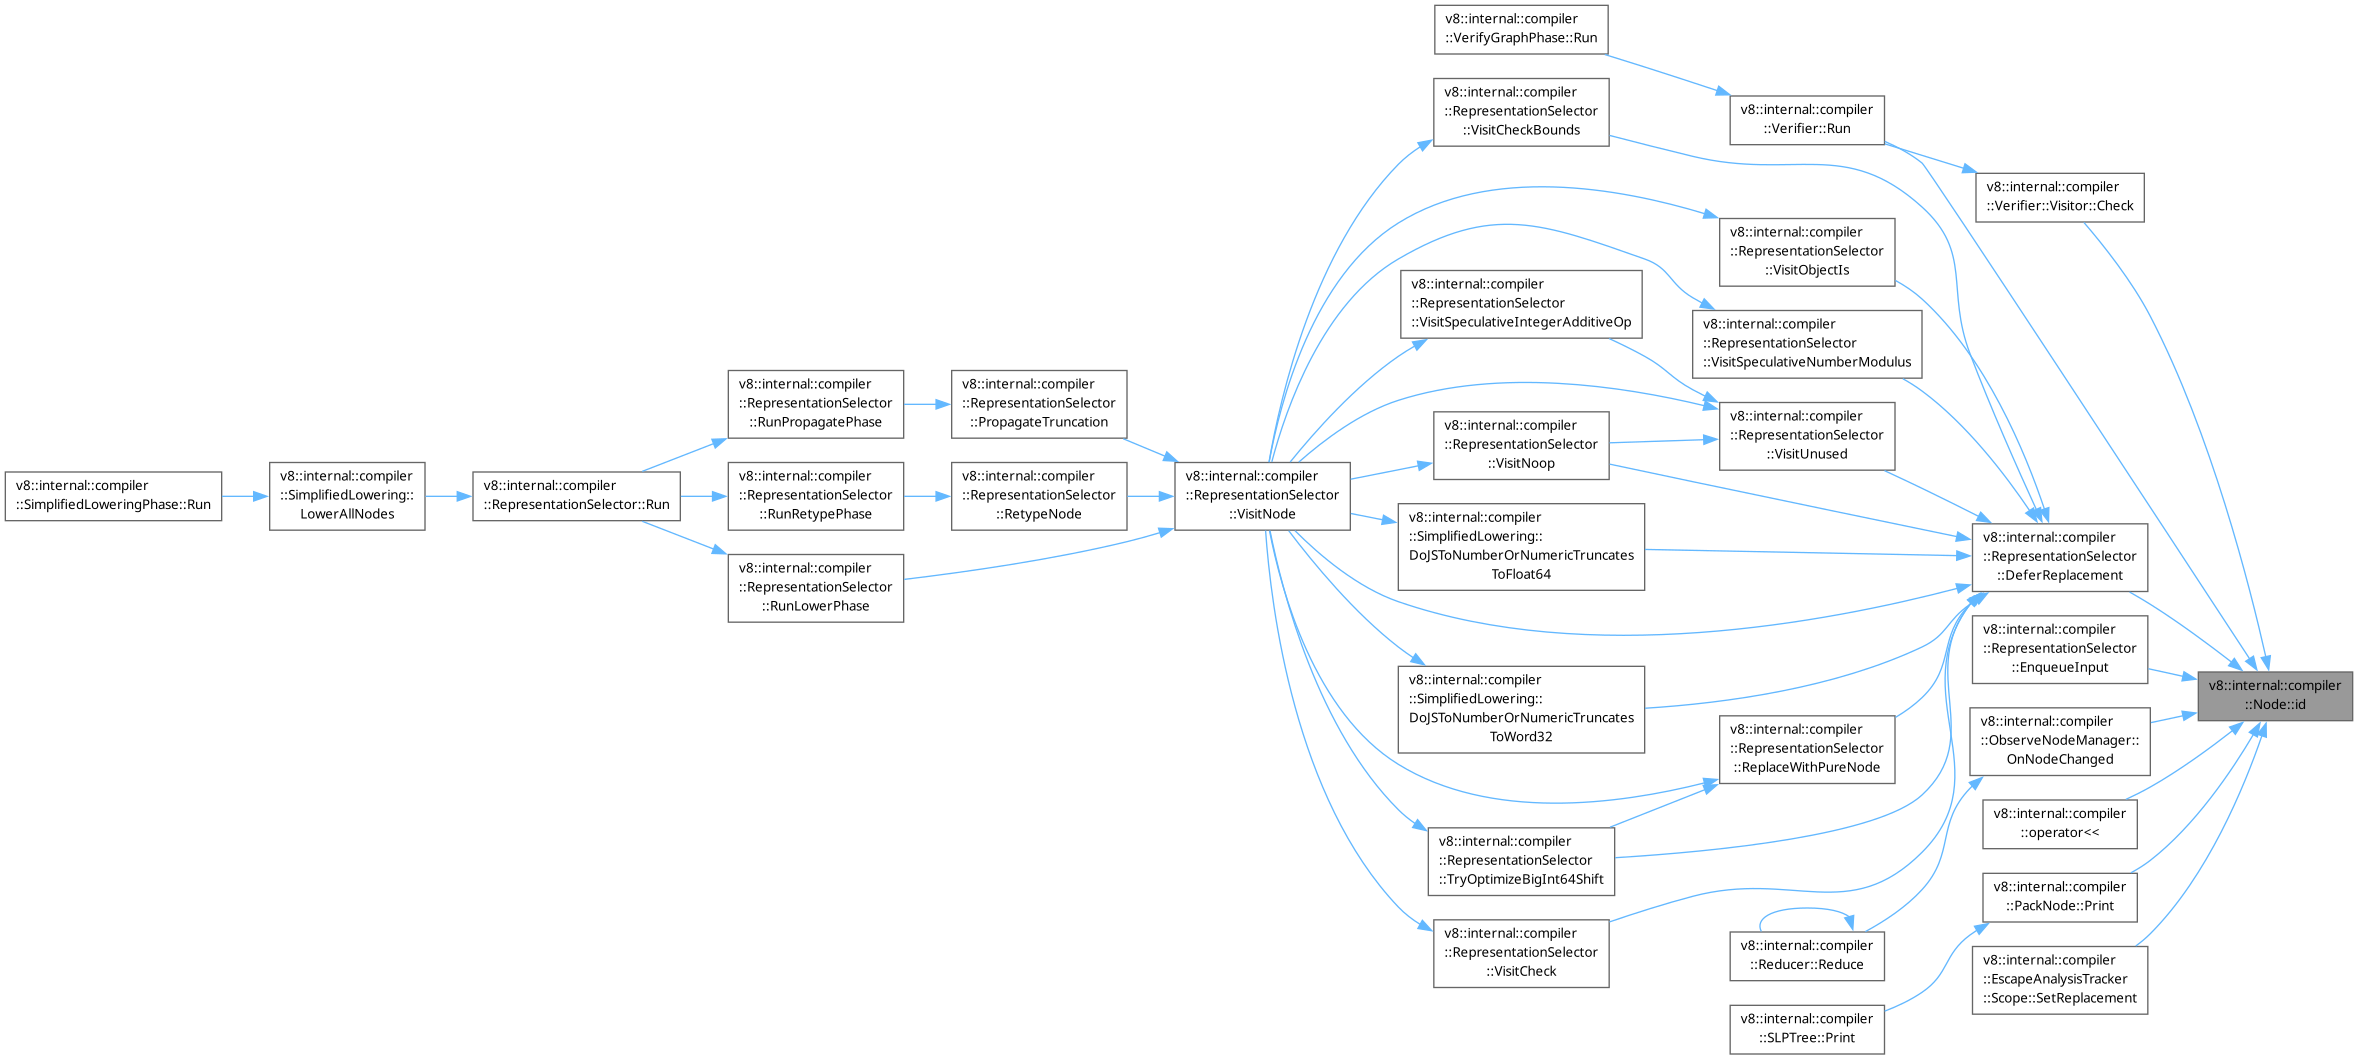 v8::internal::compiler
::VerifyGraphPhase::Run
v8::internal::compiler
::RepresentationSelector
::VisitCheckBounds
v8::internal::compiler
::Verifier::Run
v8::internal::compiler
::Verifier::Visitor::Check
v8::internal::compiler
::RepresentationSelector
::VisitObjectIs
v8::internal::compiler
::RepresentationSelector
::VisitSpeculativeIntegerAdditiveOp
v8::internal::compiler
::RepresentationSelector
::VisitSpeculativeNumberModulus
v8::internal::compiler
::RepresentationSelector
::RunPropagatePhase
v8::internal::compiler
::RepresentationSelector
::PropagateTruncation
v8::internal::compiler
::RepresentationSelector
::VisitNoop
v8::internal::compiler
::RepresentationSelector
::VisitUnused
v8::internal::compiler
::SimplifiedLoweringPhase::Run
v8::internal::compiler
::SimplifiedLowering::
LowerAllNodes
v8::internal::compiler
::RepresentationSelector::Run
v8::internal::compiler
::RepresentationSelector
::RunRetypePhase
v8::internal::compiler
::RepresentationSelector
::RetypeNode
v8::internal::compiler
::RepresentationSelector
::VisitNode
v8::internal::compiler
::SimplifiedLowering::
DoJSToNumberOrNumericTruncates
ToFloat64
v8::internal::compiler
::RepresentationSelector
::DeferReplacement
v8::internal::compiler
::RepresentationSelector
::RunLowerPhase
v8::internal::compiler
::RepresentationSelector
::EnqueueInput
v8::internal::compiler
::SimplifiedLowering::
DoJSToNumberOrNumericTruncates
ToWord32
v8::internal::compiler
::Node::id
v8::internal::compiler
::RepresentationSelector
::ReplaceWithPureNode
v8::internal::compiler
::ObserveNodeManager::
OnNodeChanged
v8::internal::compiler
::operator<<
v8::internal::compiler
::RepresentationSelector
::TryOptimizeBigInt64Shift
v8::internal::compiler
::PackNode::Print
v8::internal::compiler
::RepresentationSelector
::VisitCheck
v8::internal::compiler
::Reducer::Reduce
v8::internal::compiler
::EscapeAnalysisTracker
::Scope::SetReplacement
v8::internal::compiler
::SLPTree::Print